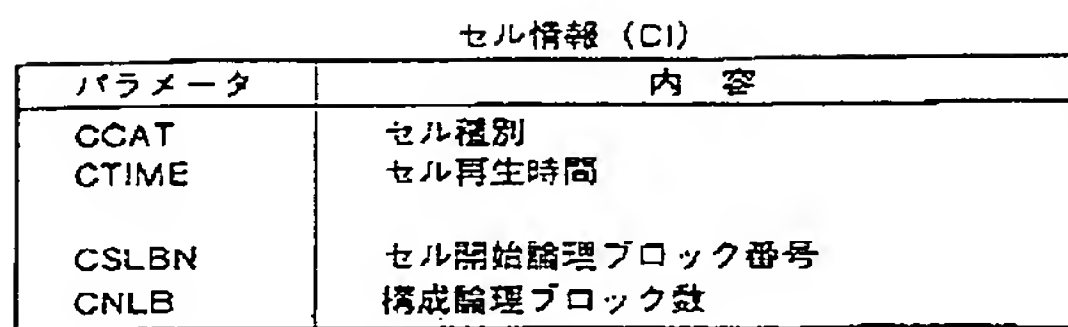 セル情報 (CI)
パラメータ 内 容
CCAT セル種別
CTIME セル再生時間
CSLBN セル開始論理ブロック番号
CNLB 構成論理ブロック数